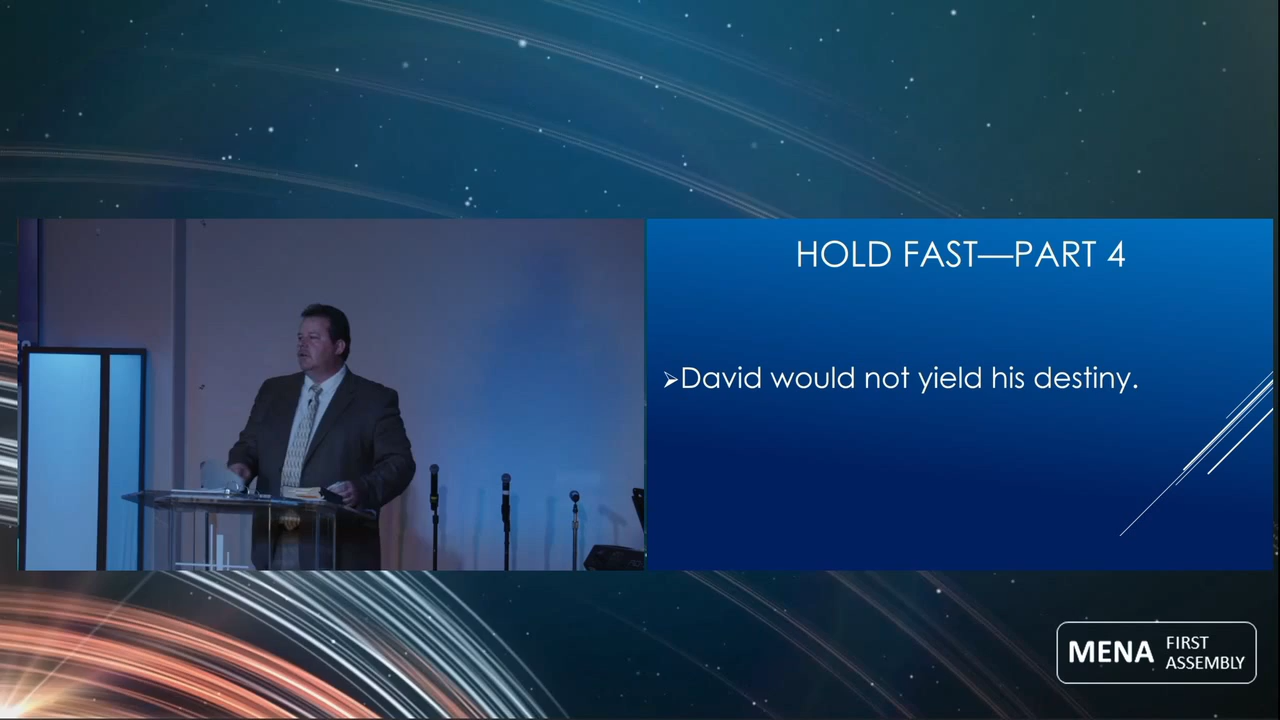 HOLD FAST—PART 4
➢David would not yield his destiny.
MENA FIRST
ASSEMBLY